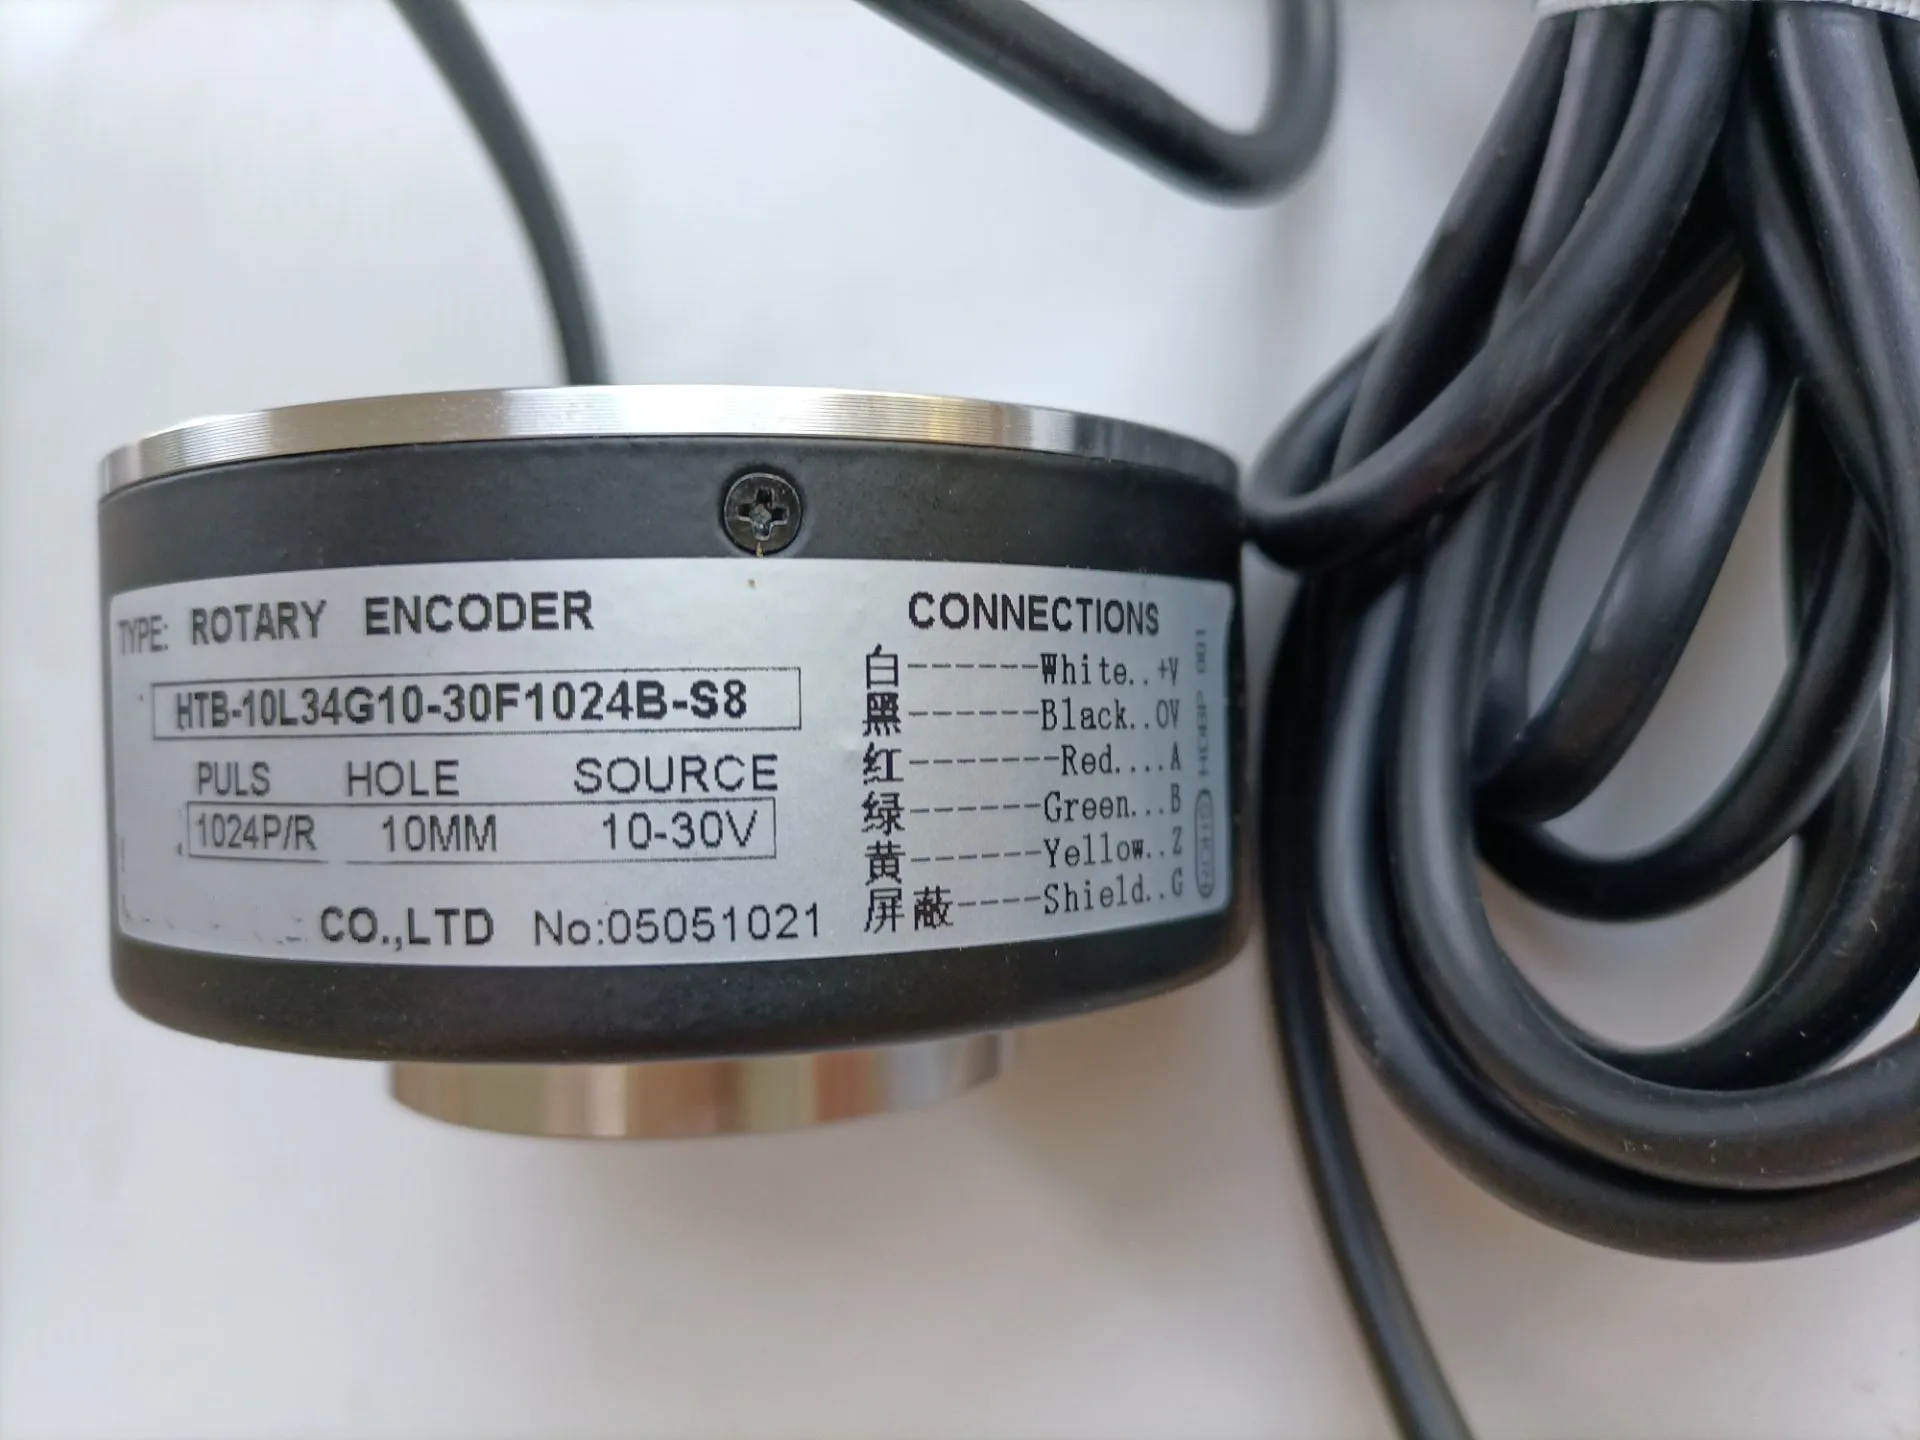 TYPE: ROTARY ENCODER
HTB-10L34G10-30F1024B-S8
PULS HOLE SOURCE
1024P/R 10MM 10-30V
CO.,LTD No:05051021
CONNECTIONS
白------White..+V
黑------Black..0V
红-------Red....A
绿------Green...B
黄------Yellow..Z
屏蔽----Shield..G